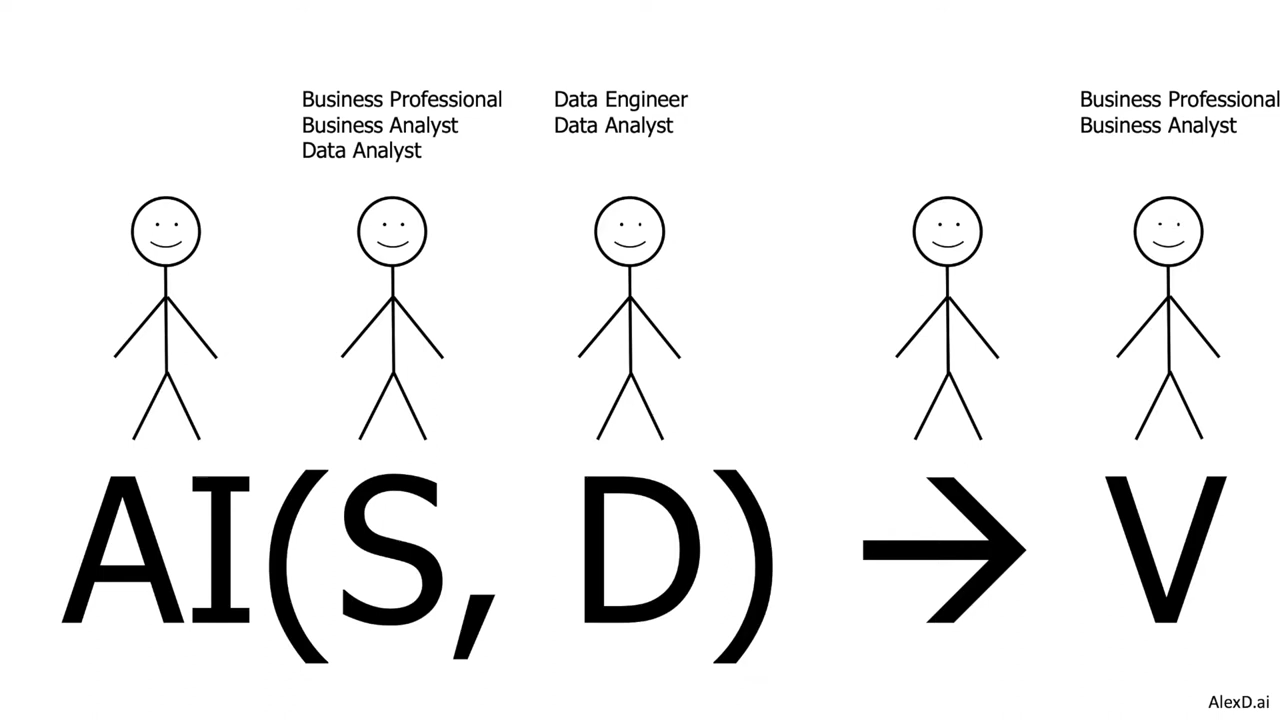 Business Professional
Business Analyst
Data Analyst
Data Engineer
Data Analyst
Business Professional
Business Analyst
AI(S, D) → V
AlexD.ai